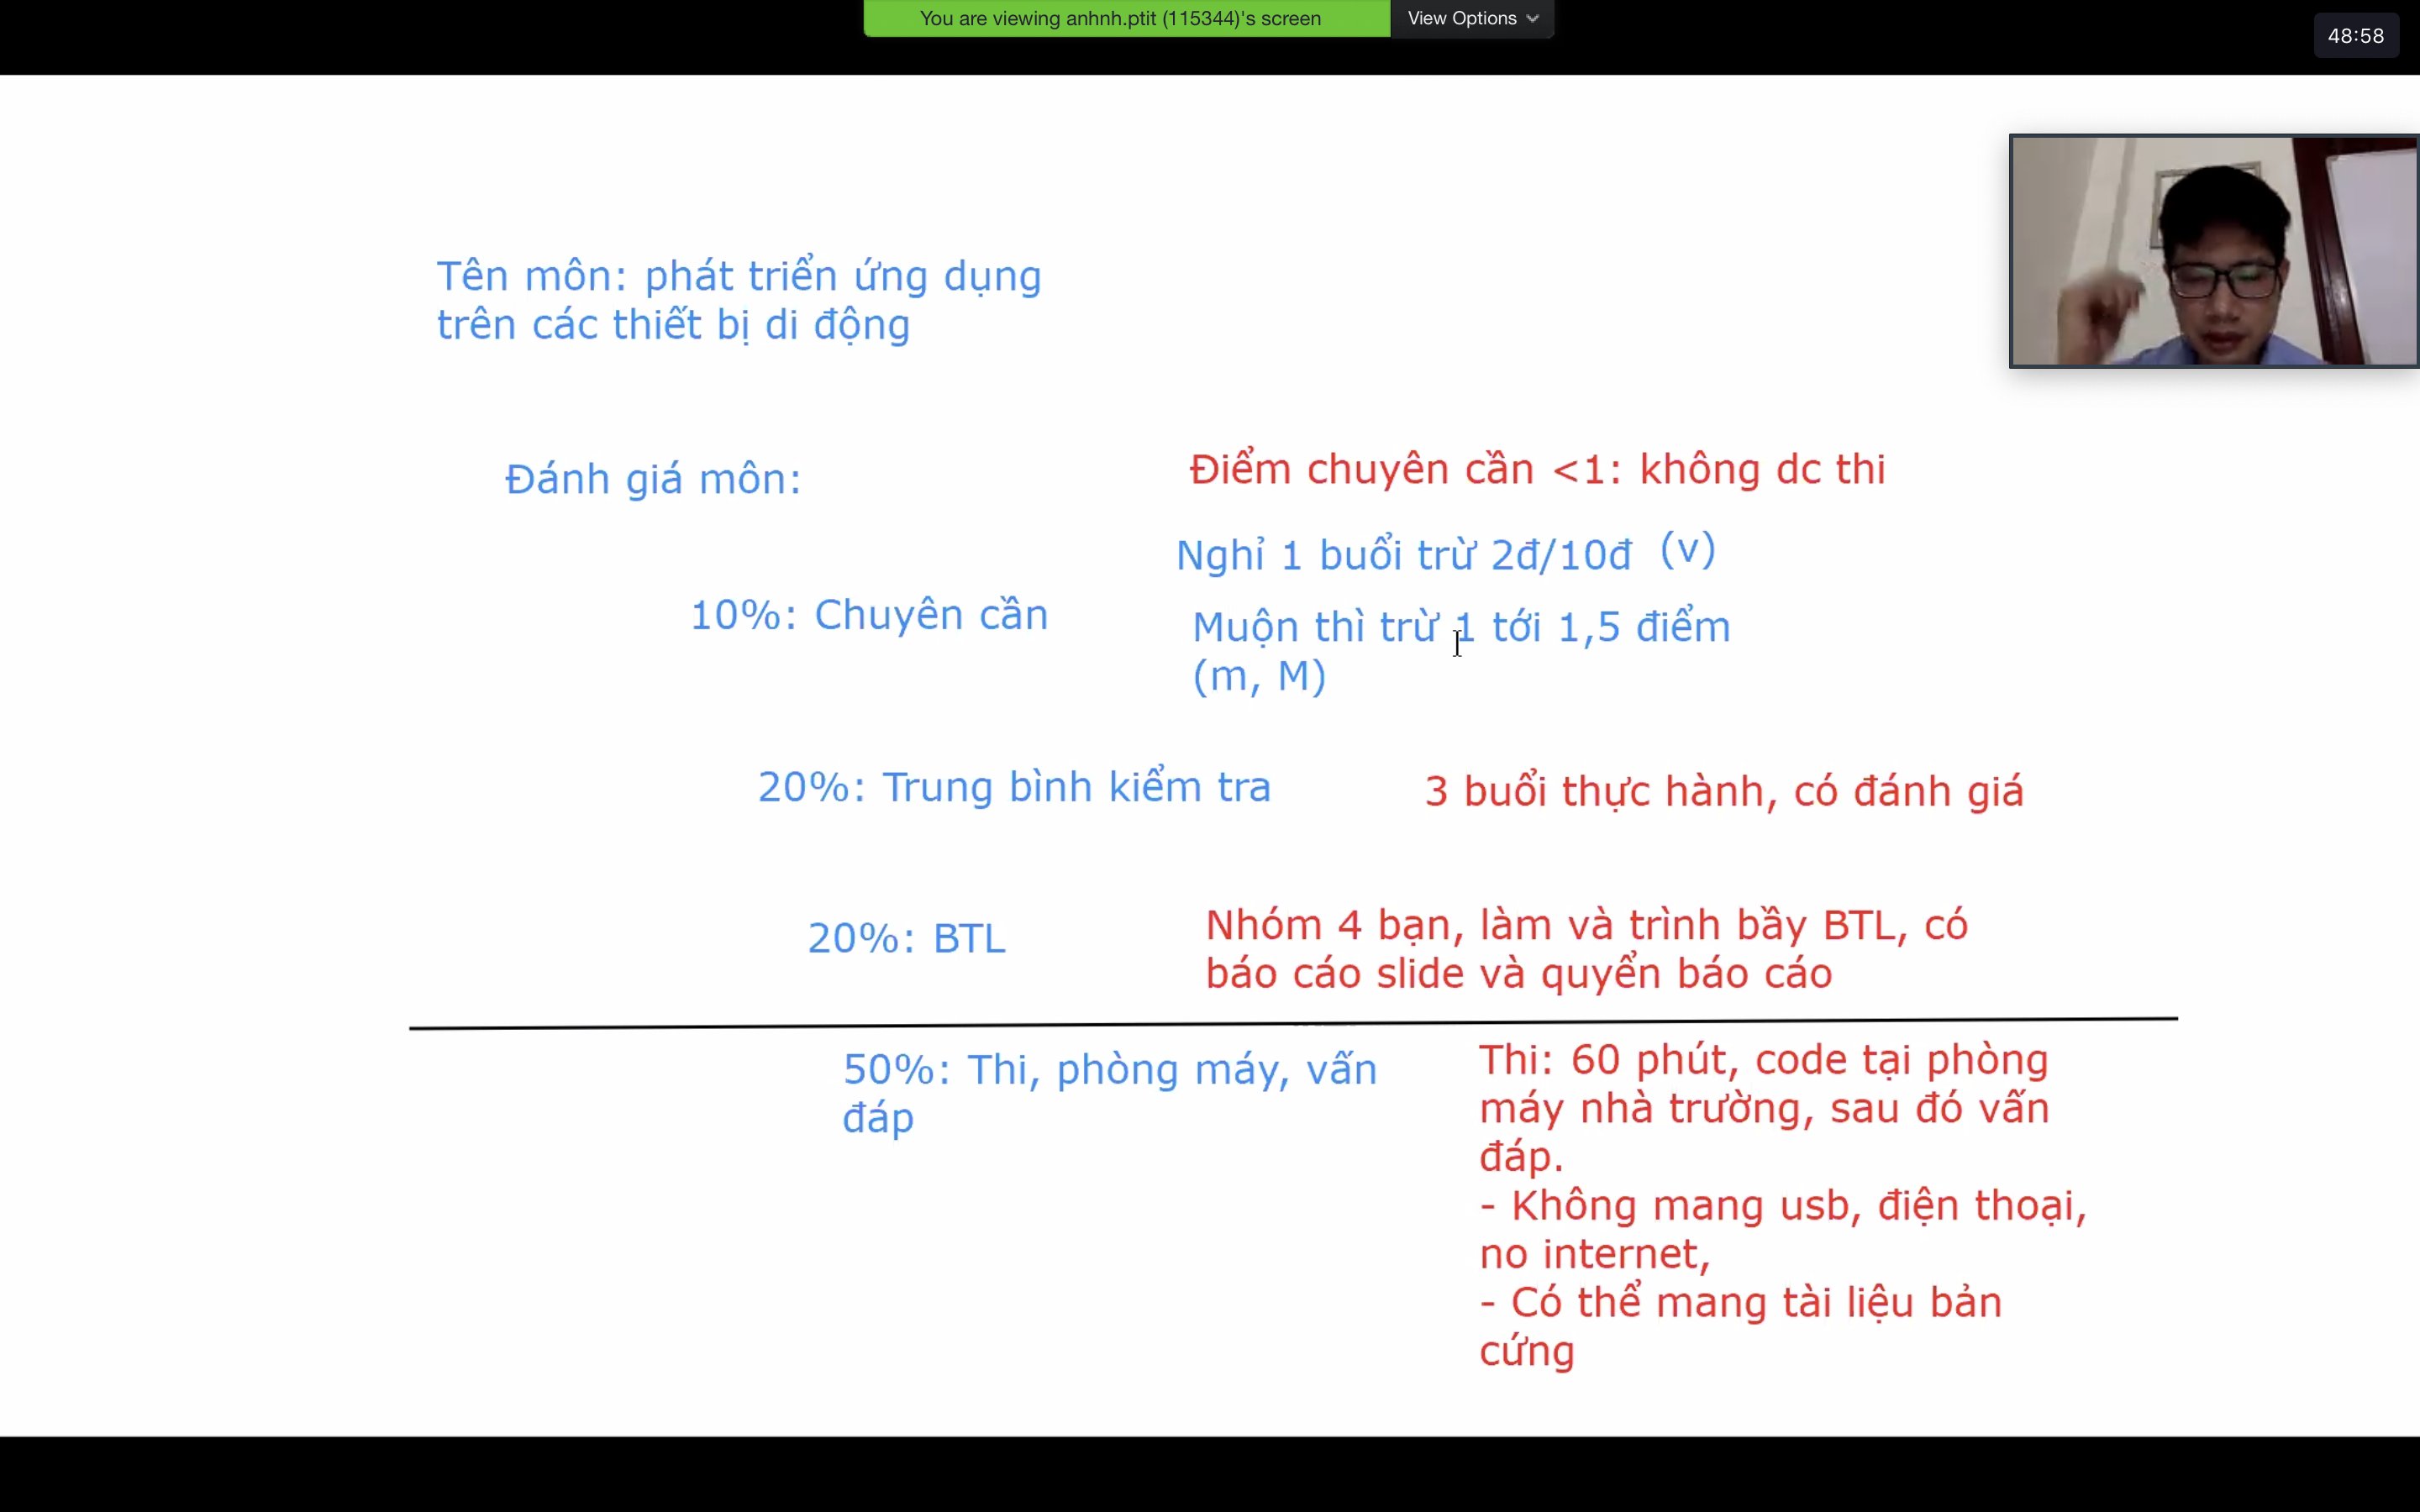 You are viewing anhnh.ptit (115344)'s screen
View Options
48:58
Tên môn: phát triển ứng dụng
trên các thiết bị di động
Đánh giá môn:
Điểm chuyên cần <1: không dc thi
Nghỉ 1 buổi trừ 2đ/10đ (v)
10%: Chuyên cần
Muộn thì trừ 1 tới 1,5 điểm
(m, M)
20%: Trung bình kiểm tra
3 buổi thực hành, có đánh giá
20%: BTL
Nhóm 4 bạn, làm và trình bầy BTL, có
báo cáo slide và quyển báo cáo
50%: Thi, phòng máy, vấn
đáp
Thi: 60 phút, code tại phòng
máy nhà trường, sau đó vấn
đáp.
- Không mang usb, điện thoại,
no internet,
- Có thể mang tài liệu bản
cứng